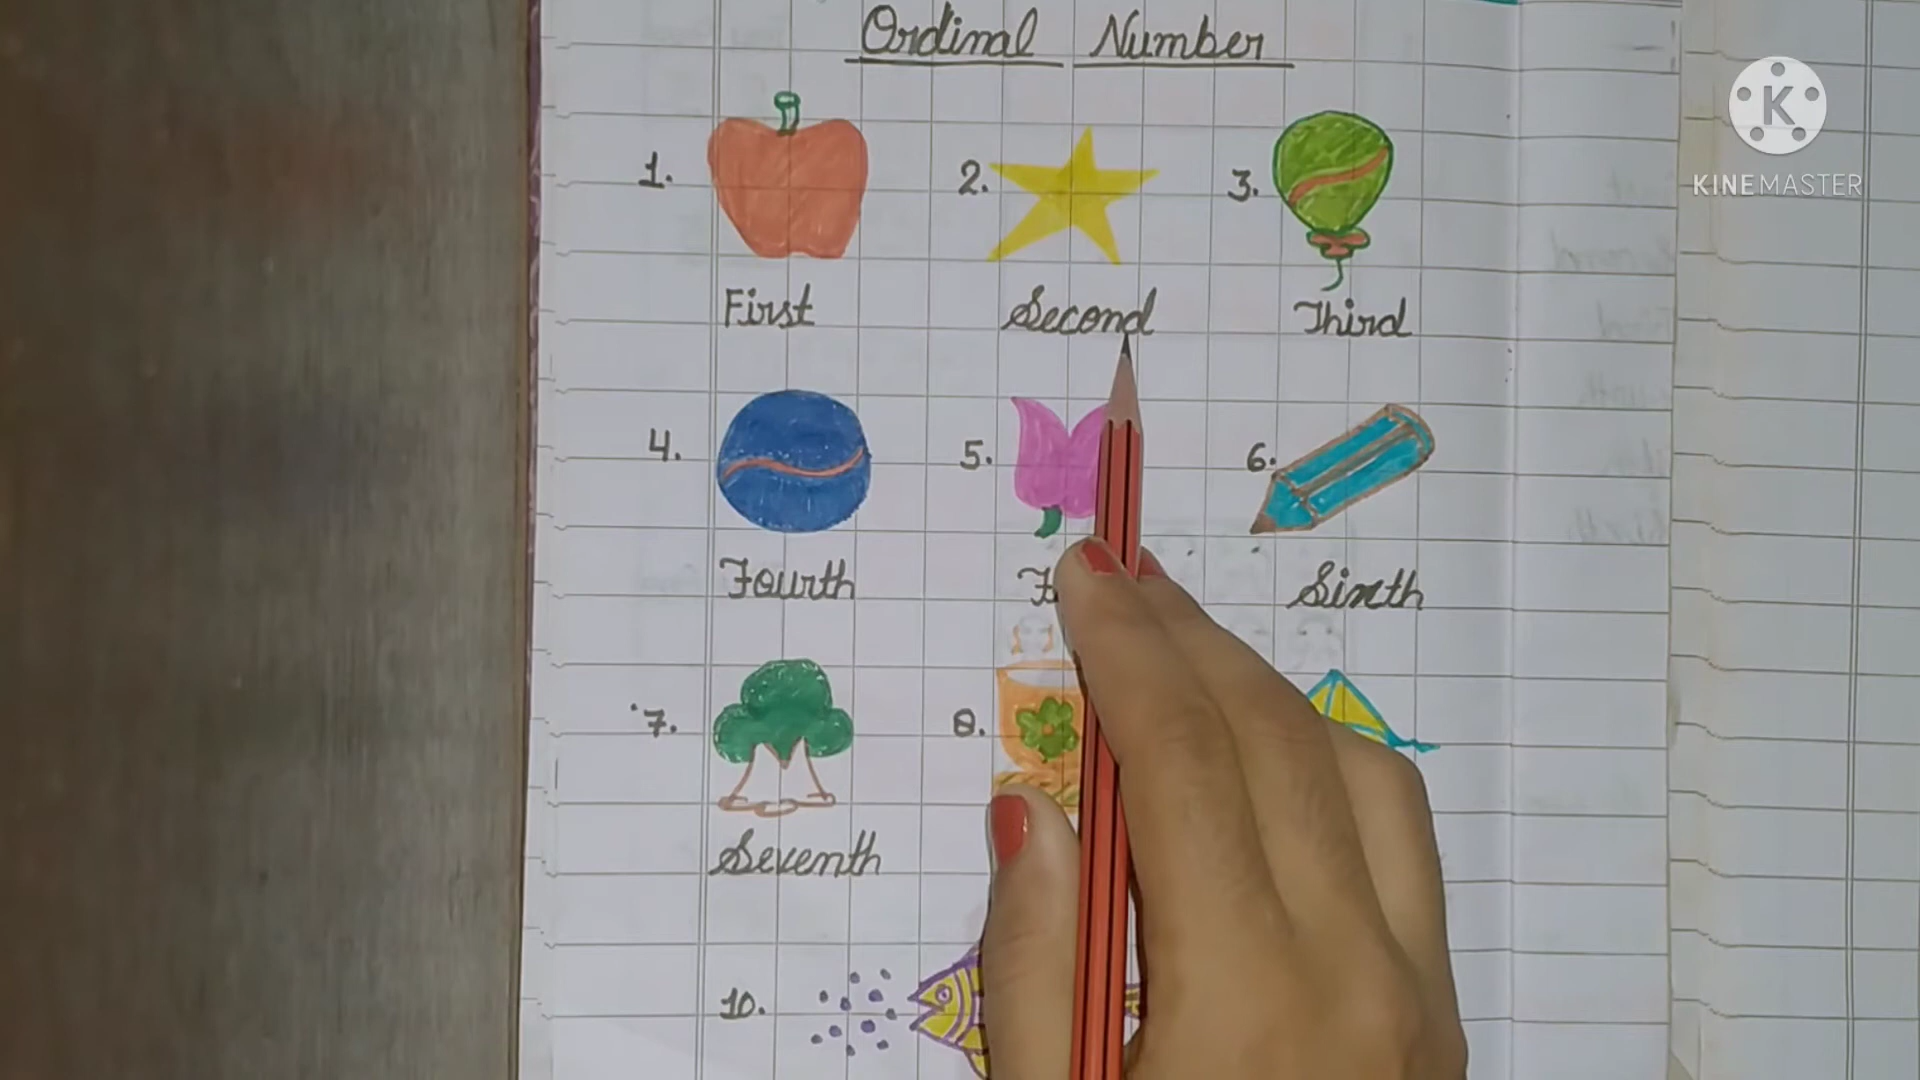 Ordinal Number
1. 2. 3.
First Second Third
4. 5. 6.
Fourth Sixth
7. 8.
Seventh
10.
K
KINEMASTER